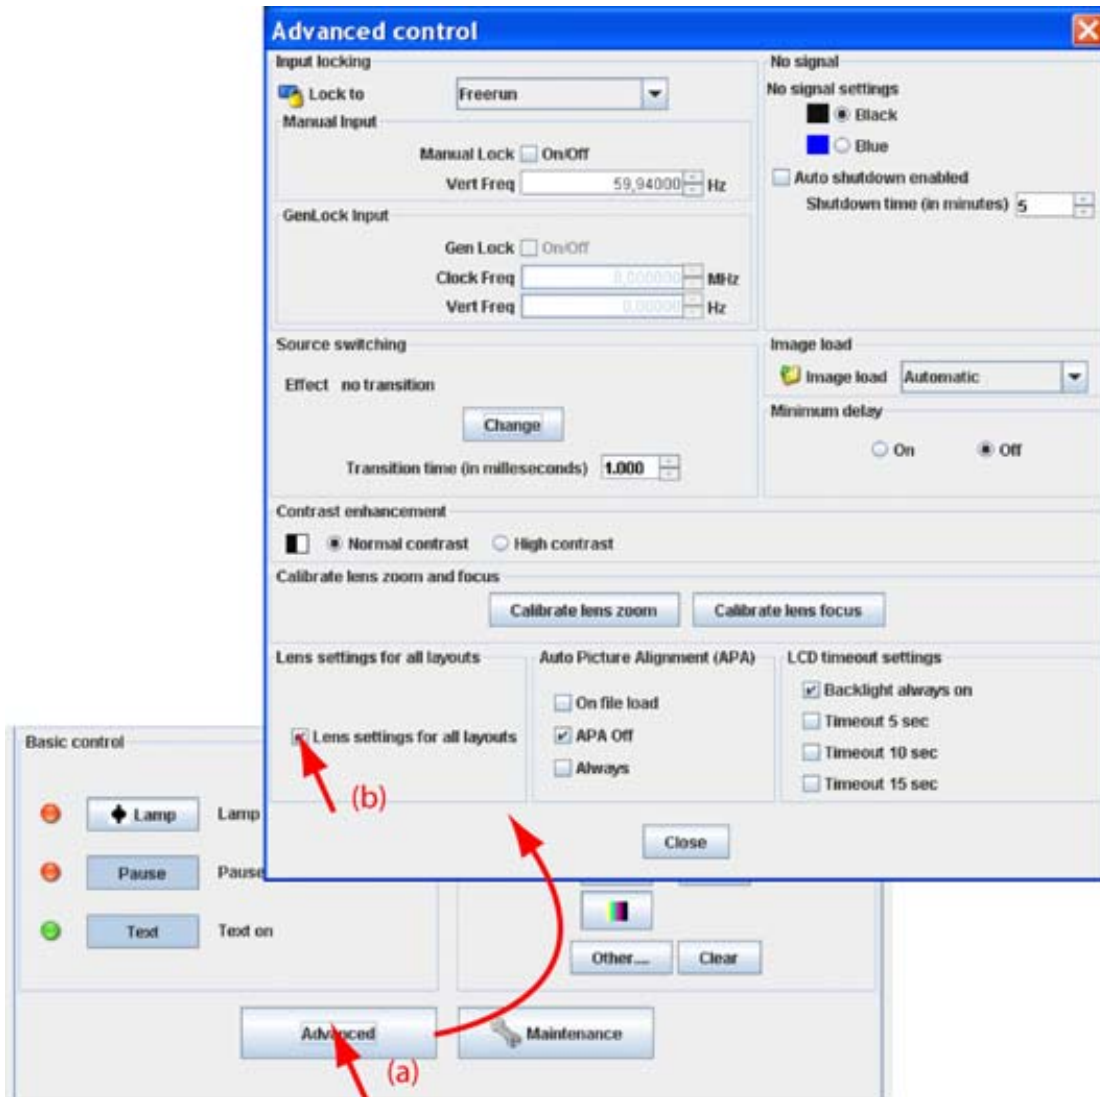 Advanced control
Input locking
Lock to Freerun
Manual Input
Manual Lock On/Off
Vert Freq 59,94000 Hz
GenLock Input
Gen Lock On/Off
Clock Freq 0,000000 MHz
Vert Freq 0,00000 Hz
No signal
No signal settings
Black
Blue
Auto shutdown enabled
Shutdown time (in minutes) 5
Source switching
Effect no transition
Change
Transition time (in milleseconds) 1.000
Image load
Image load Automatic
Minimum delay
On Off
Contrast enhancement
Normal contrast High contrast
Calibrate lens zoom and focus
Calibrate lens zoom Calibrate lens focus
Lens settings for all layouts
Lens settings for all layouts
Auto Picture Alignment (APA)
On file load
APA Off
Always
LCD timeout settings
Backlight always on
Timeout 5 sec
Timeout 10 sec
Timeout 15 sec
(b)
Close
Basic control
Lamp Lamp
Pause Pause
Text Text on
Other.... Clear
Advanced Maintenance
(a)